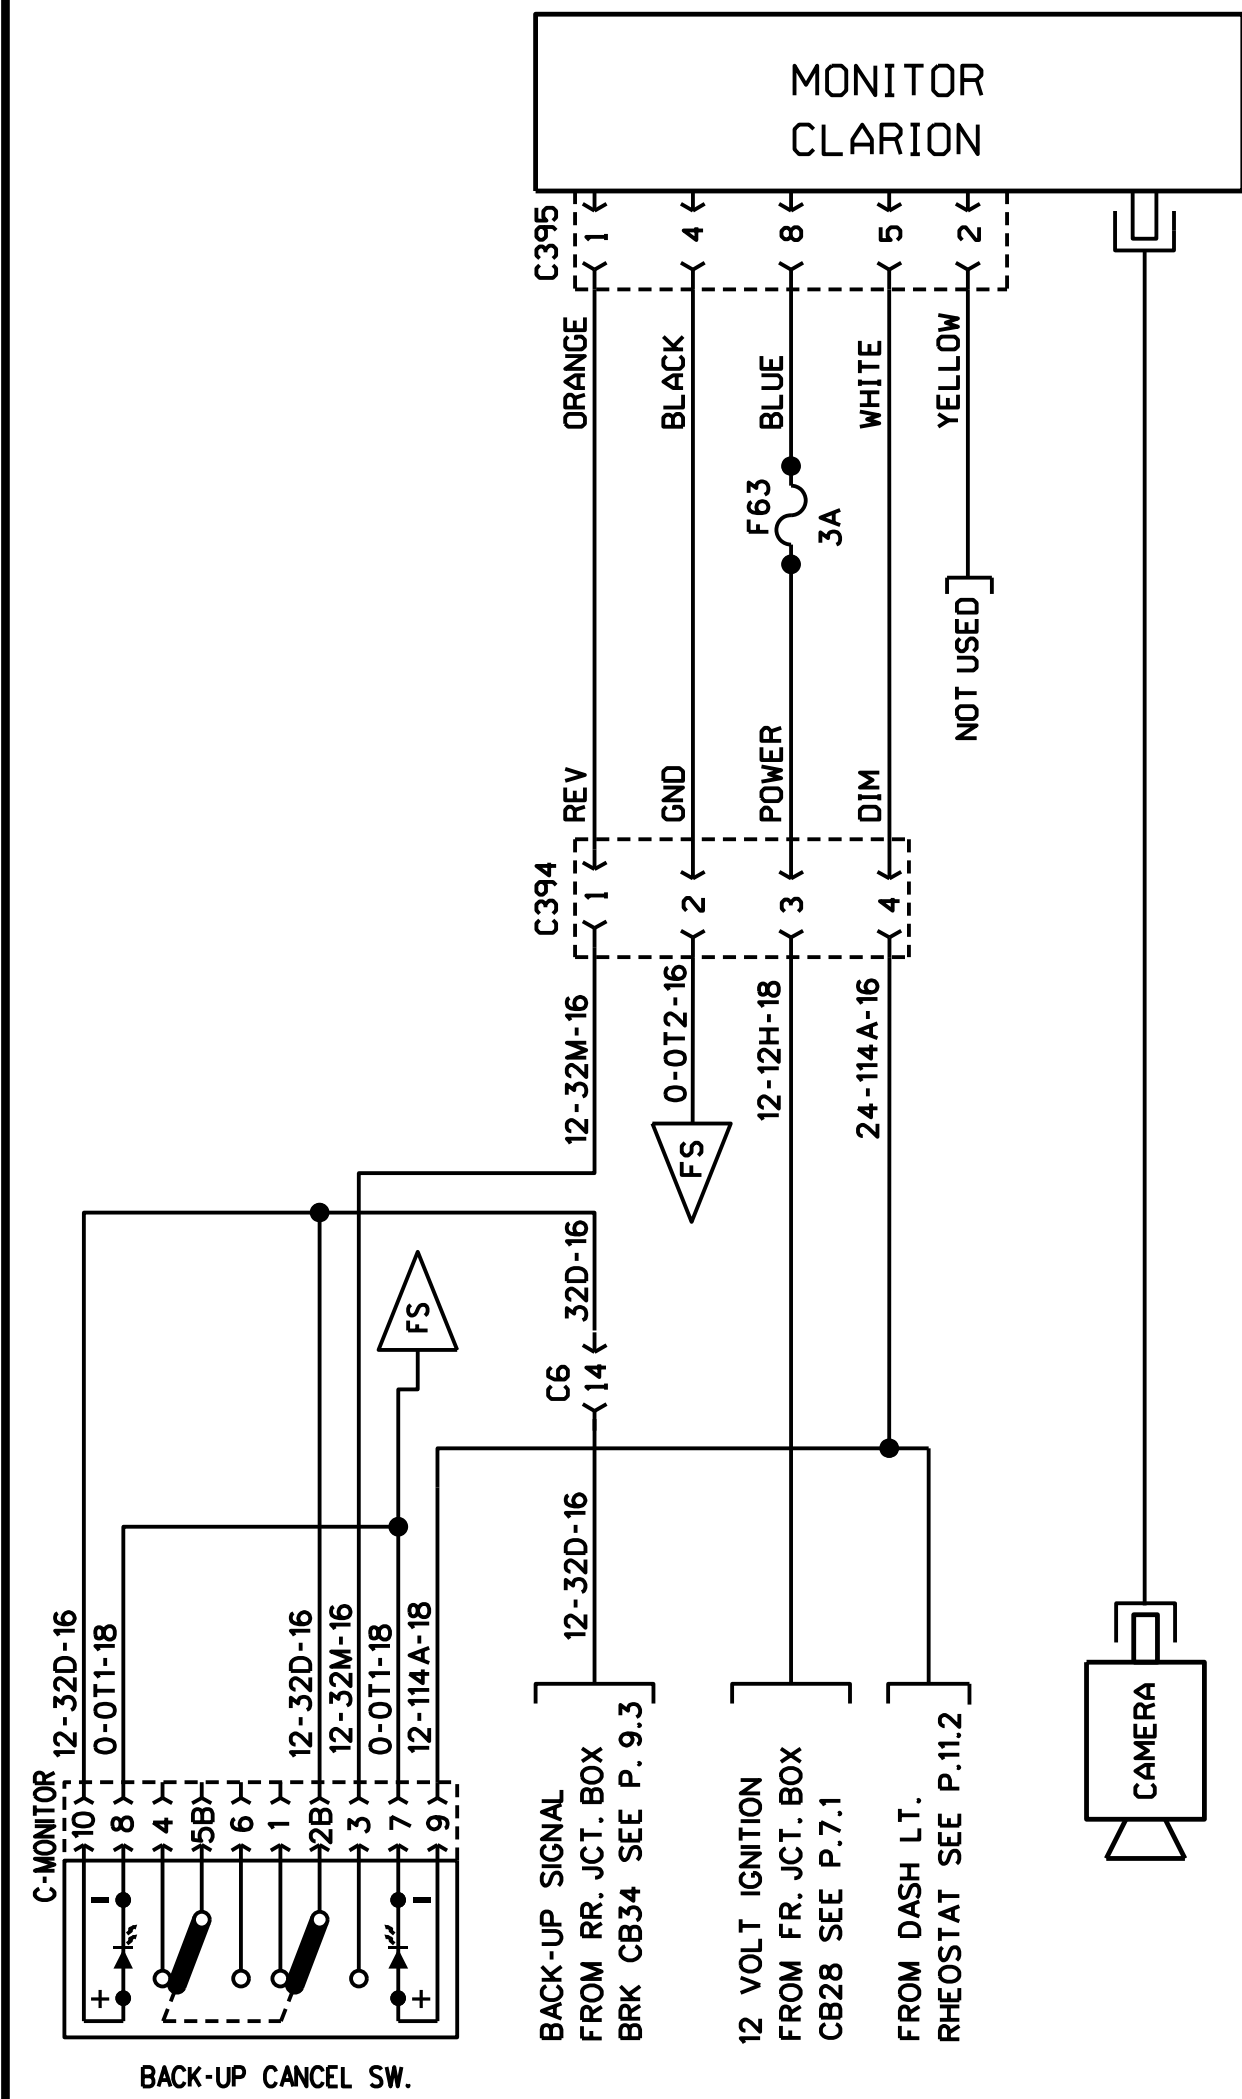 MONITOR
CLARION
C395
1
4
8
5
2
ORANGE
BLACK
BLUE
WHITE
YELLOW
F63
3A
NOT USED
REV
GND
POWER
DIM
C394
1
2
3
4
12-32M-16
0-0T2-16
12-12H-18
24-114A-16
FS
32D-16
FS
C6
14
12-32D-16
12-32D-16
0-0T1-18
12-32D-16
12-32M-16
0-0T1-18
12-114A-18
C-MONITOR
10
8
4
5B
6
1
2B
3
7
9
-
-
+
+
BACK-UP CANCEL SW.
BACK-UP SIGNAL
FROM RR. JCT. BOX
BRK CB34 SEE P. 9.3
12 VOLT IGNITION
FROM FR. JCT. BOX
CB28 SEE P.7.1
FROM DASH LT.
RHEOSTAT SEE P.11.2
CAMERA